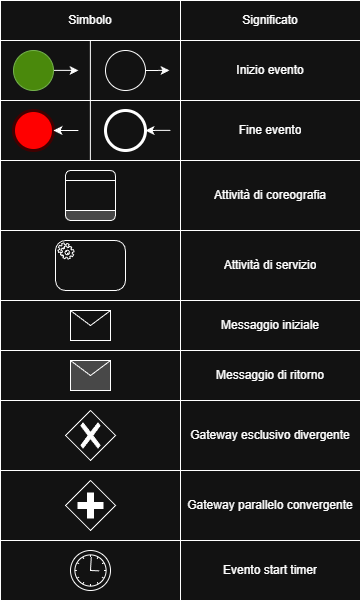 Simbolo Significato
Inizio evento
Fine evento
Attività di coreografia
Attività di servizio
Messaggio iniziale
Messaggio di ritorno
Gateway esclusivo divergente
Gateway parallelo convergente
Evento start timer